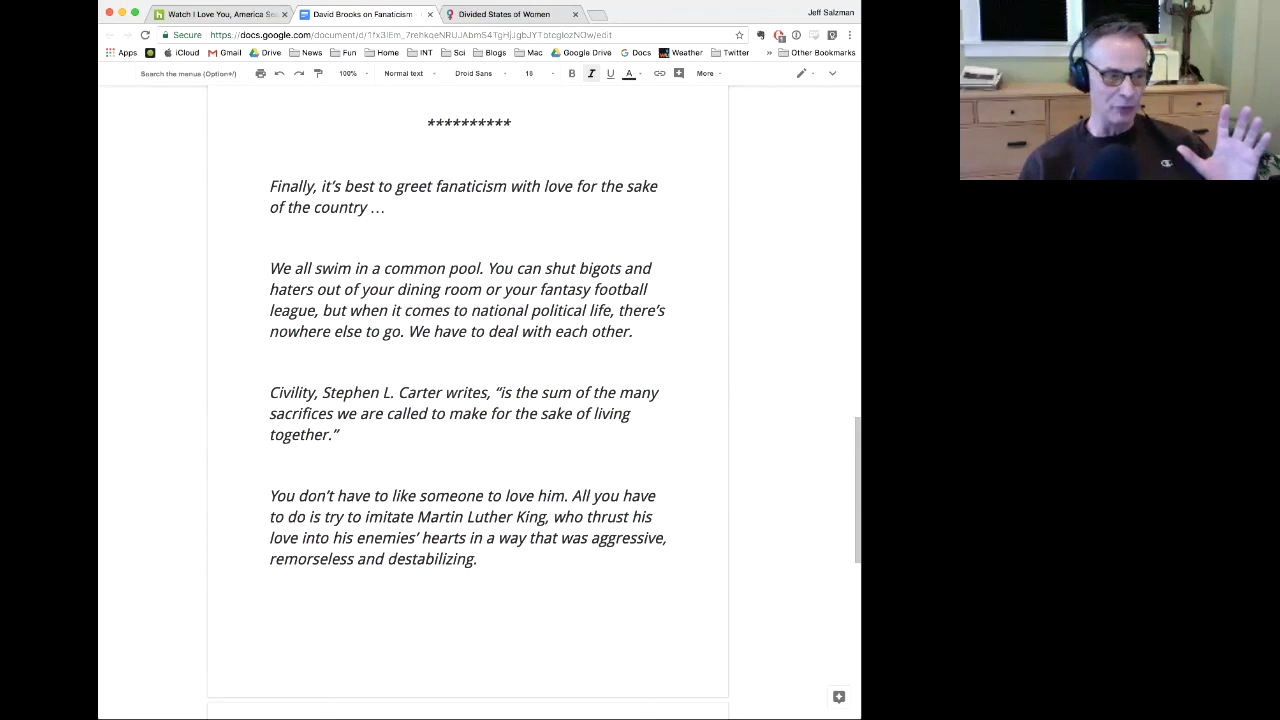 Watch I Love You, America Se
David Brooks on Fanaticism -
Divided States of Women
Jeff Salzman
Secure
Apps
iCloud
Gmail
Drive
News
Fun
Home
INT
Sci
Blogs
Mac
Google Drive
Docs
Weather
Twitter
»
Other Bookmarks
Search the menus (Option+/)
100%
Normal text
Droid Sans
18
B
I
U
A
More
**********
Finally, it’s best to greet fanaticism with love for the sake
of the country …
We all swim in a common pool. You can shut bigots and
haters out of your dining room or your fantasy football
league, but when it comes to national political life, there’s
nowhere else to go. We have to deal with each other.
Civility, Stephen L. Carter writes, “is the sum of the many
sacrifices we are called to make for the sake of living
together.”
You don’t have to like someone to love him. All you have
to do is try to imitate Martin Luther King, who thrust his
love into his enemies’ hearts in a way that was aggressive,
remorseless and destabilizing.